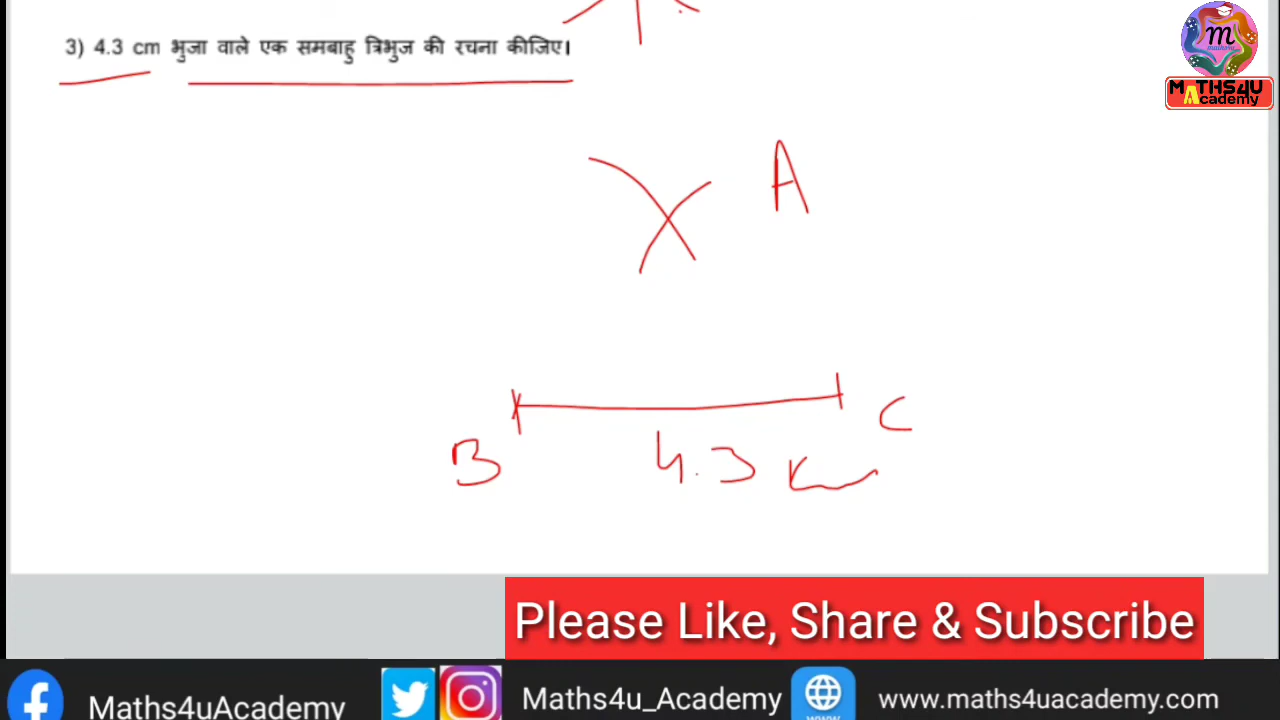 m
MATHS4U
Academy
3) 4.3 cm भुजा वाले एक समबाहु त्रिभुज की रचना कीजिए।
A
B
C
4.3
Please Like, Share & Subscribe
Maths4uAcademy
Maths4u_Academy
www.maths4uacademy.com